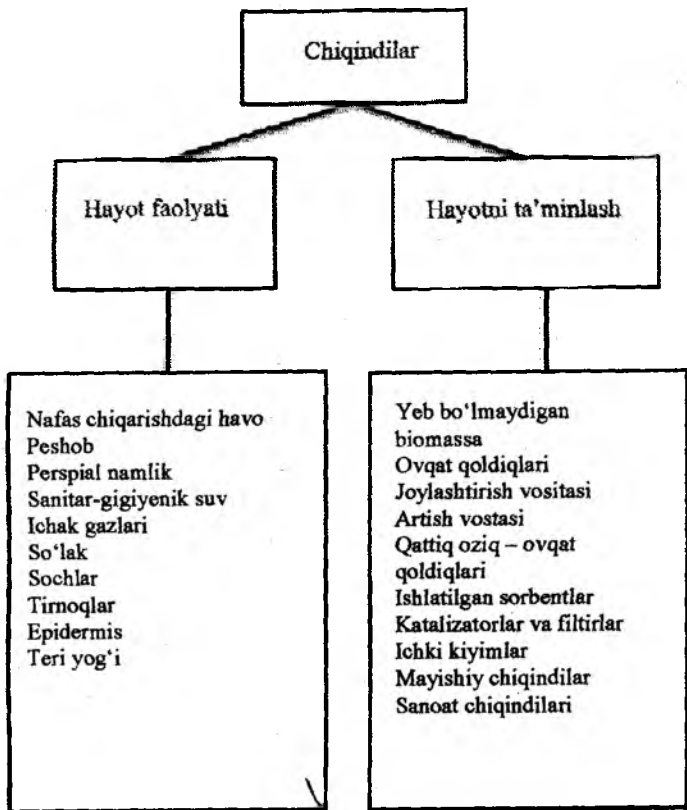 Chiqindilar
Hayot faolyati
Hayotni ta'minlash
Nafas chiqarishdagi havo
Peshob
Perspial namlik
Sanitar-gigiyenik suv
Ichak gazlari
So‘lak
Sochlar
Tirnoqlar
Epidermis
Teri yog‘i
Yeb bo‘lmaydigan
biomassa
Ovqat qoldiqlari
Joylashtirish vositasi
Artish vostasi
Qattiq oziq – ovqat
qoldiqlari
Ishlatilgan sorbentlar
Katalizatorlar va filtirlar
Ichki kiyimlar
Mayishiy chiqindilar
Sanoat chiqindilari